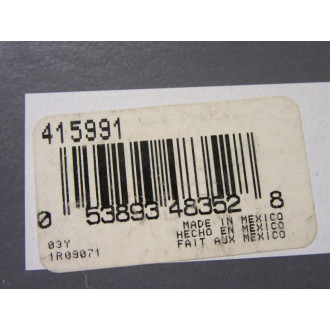 415991
0 53893 48352 8
MADE IN MEXICO
HECHO EN MEXICO
FAIT AUX MEXICO
03Y
1R09071